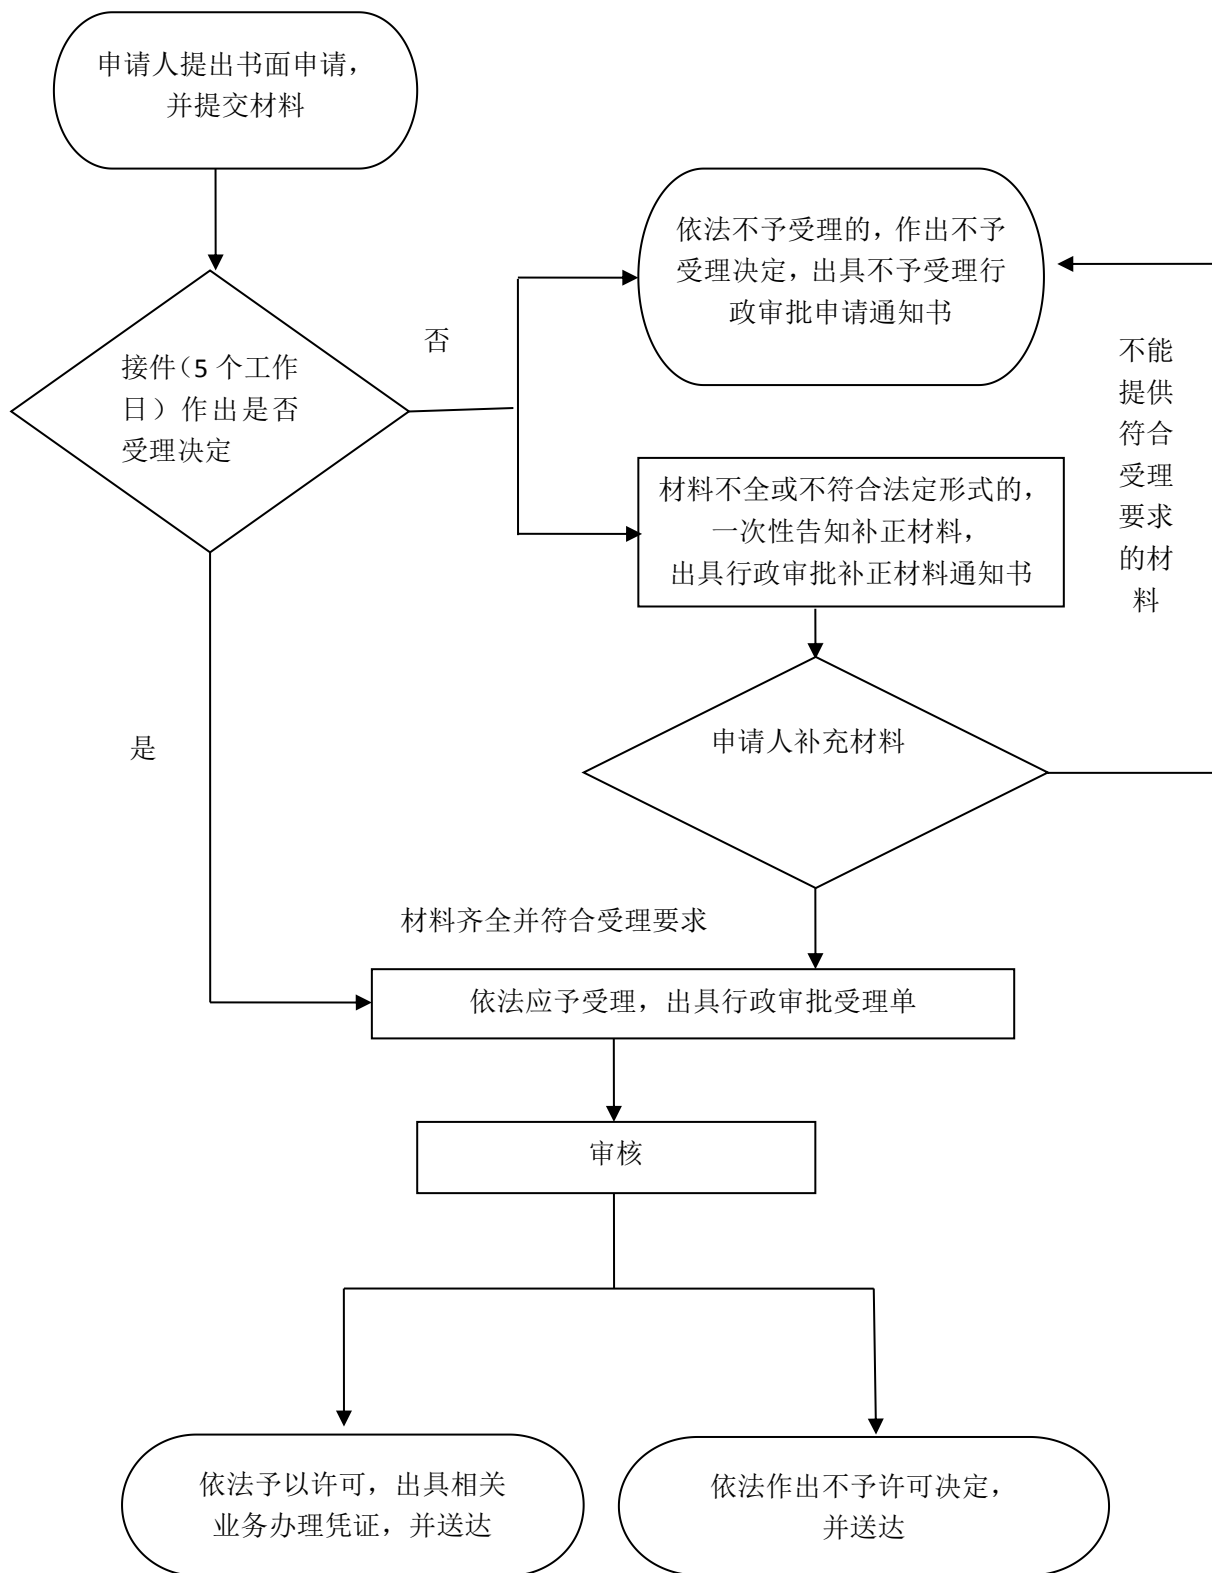 申请人提出书面申请，
并提交材料
依法不予受理的，作出不予
受理决定，出具不予受理行
政审批申请通知书
否
接件（5 个工作
日）作出是否
受理决定
不能
提供
符合
受理
要求
的材
料
材料不全或不符合法定形式的，
一次性告知补正材料，
出具行政审批补正材料通知书
是
申请人补充材料
材料齐全并符合受理要求
依法应予受理，出具行政审批受理单
审核
依法予以许可，出具相关
业务办理凭证，并送达
依法作出不予许可决定，
并送达